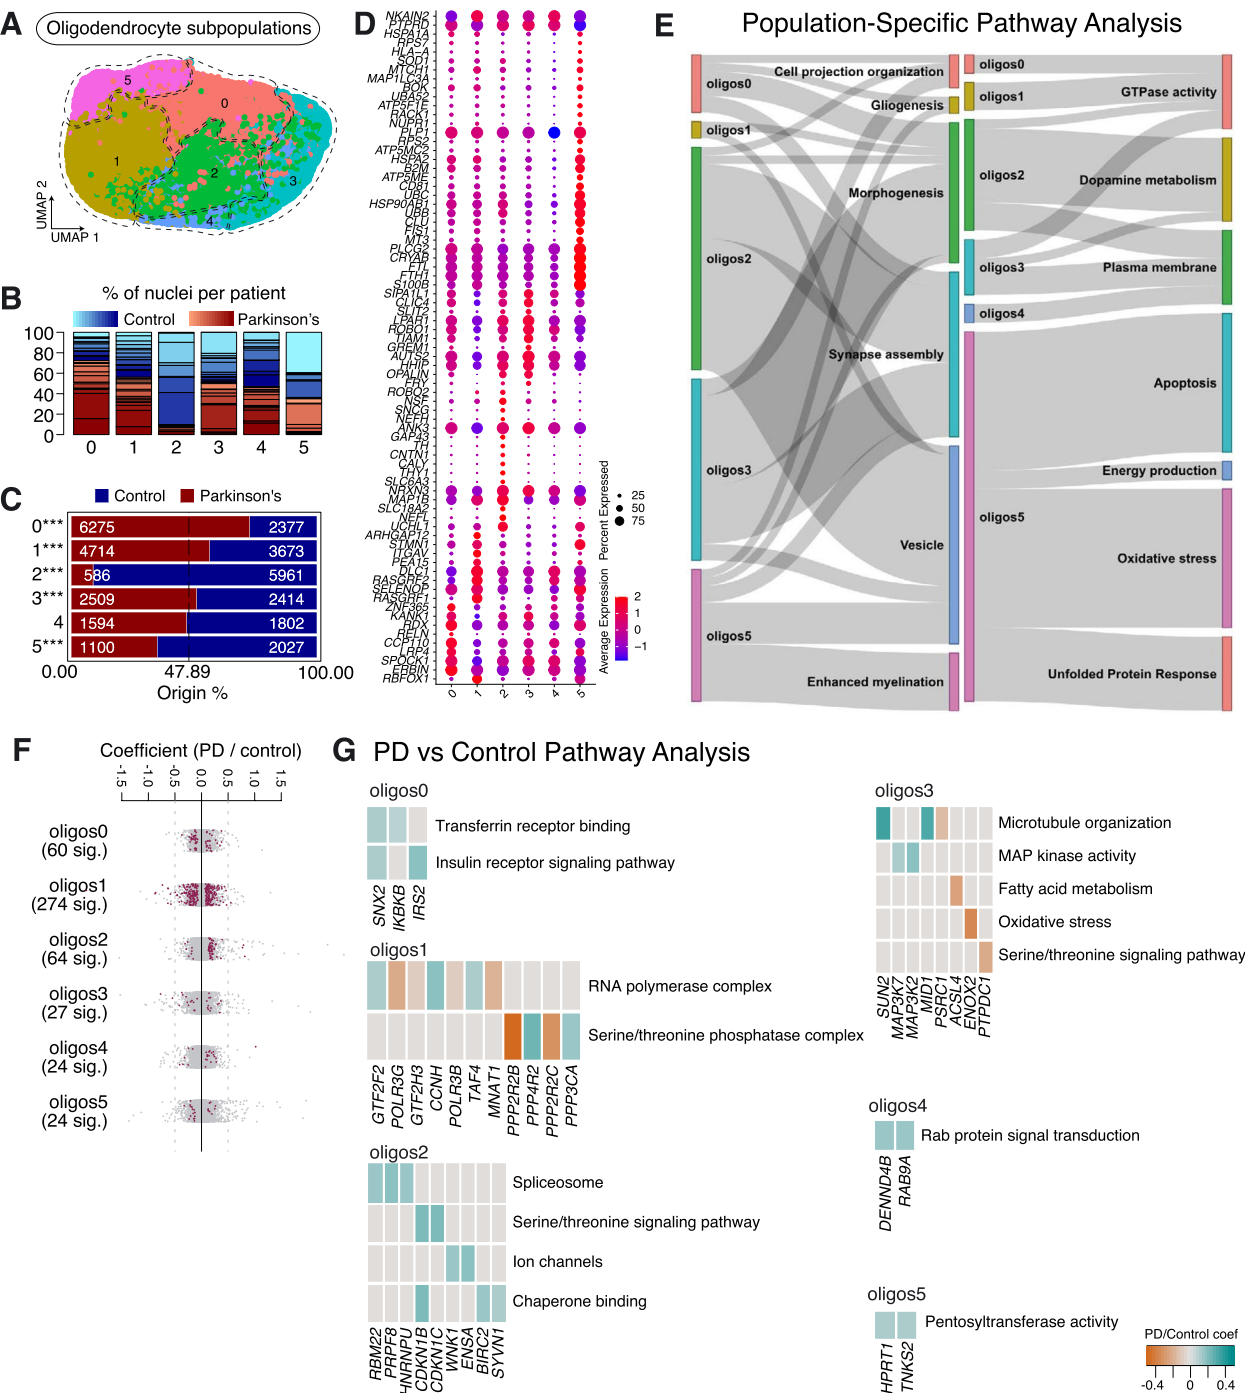 A
Oligodendrocyte subpopulations
5
0
1
2
3
4
UMAP 2
UMAP 1
B
% of nuclei per patient
Control
Parkinson's
100
80
60
40
20
0
0 1 2 3 4 5
C
Control
Parkinson's
0*** 6275 2377
1*** 4714 3673
2*** 586 5961
3*** 2509 2414
4 1594 1802
5*** 1100 2027
0.00 47.89 100.00
Origin %
D
NKAIN2
PTPRD
HSPA1A
RPS7
HLA-A
SOD1
MTCH1
MAP1LC3A
BOK
UBA52
ATP5F1E
RACK1
NUPR1
PLP1
RPS2
ATP5MC2
HSPA2
B2M
ATP5ME
CD81
UBC
HSP90AB1
UBB
CLU
FIS1
MT3
PLCG2
CRYAB
FTL
FTH1
S100B
SIPA1L1
CLIC4
SLIT2
LPAR1
ROBO1
TIAM1
GREM1
AUTS2
HHIP
OPALIN
FRY
ROBO2
NSF
SNCG
NEFH
ANK3
GAP43
TH
CNTN1
CALY
THY1
SLC6A3
NRXN3
MAP1B
SLC18A2
NEFL
UCHL1
ARHGAP12
STMN1
ITGAV
PEA15
DLC1
RASGRF2
SELENOP
RASGRF1
ZNF365
KANK1
RDX
RELN
CCP110
LRP4
SPOCK1
ERBIN
RBFOX1
0 1 2 3 4 5
Percent Expressed
25
50
75
Average Expression
2
1
0
−1
E
Population-Specific Pathway Analysis
oligos0
oligos1
oligos2
oligos3
oligos5
Cell projection organization
Gliogenesis
Morphogenesis
Synapse assembly
Vesicle
Enhanced myelination
oligos0
oligos1
oligos2
oligos3
oligos4
oligos5
GTPase activity
Dopamine metabolism
Plasma membrane
Apoptosis
Energy production
Oxidative stress
Unfolded Protein Response
F
Coefficient (PD / control)
-1.5 -1.0 -0.5 0.0 0.5 1.0 1.5
oligos0
(60 sig.)
oligos1
(274 sig.)
oligos2
(64 sig.)
oligos3
(27 sig.)
oligos4
(24 sig.)
oligos5
(24 sig.)
G
PD vs Control Pathway Analysis
oligos0
Transferrin receptor binding
Insulin receptor signaling pathway
SNX2 IKBKB IRS2
oligos1
RNA polymerase complex
Serine/threonine phosphatase complex
GTF2F2 POLR3G GTF2H3 CCNH POLR3B TAF4 MNAT1 PPP2R2B PPP4R2 PPP2R2C PPP3CA
oligos2
Spliceosome
Serine/threonine signaling pathway
Ion channels
Chaperone binding
RBM22 PRPF8 HNRNPU CDKN1B CDKN1C WNK1 ENSA BIRC2 SYVN1
oligos3
Microtubule organization
MAP kinase activity
Fatty acid metabolism
Oxidative stress
Serine/threonine signaling pathway
SUN2 MAP3K7 MAP3K2 MID1 PSRC1 ACSL4 ENOX2 PTPDC1
oligos4
Rab protein signal transduction
DENND4B RAB9A
oligos5
Pentosyltransferase activity
HPRT1 TNKS2
PD/Control coef
-0.4 0 0.4